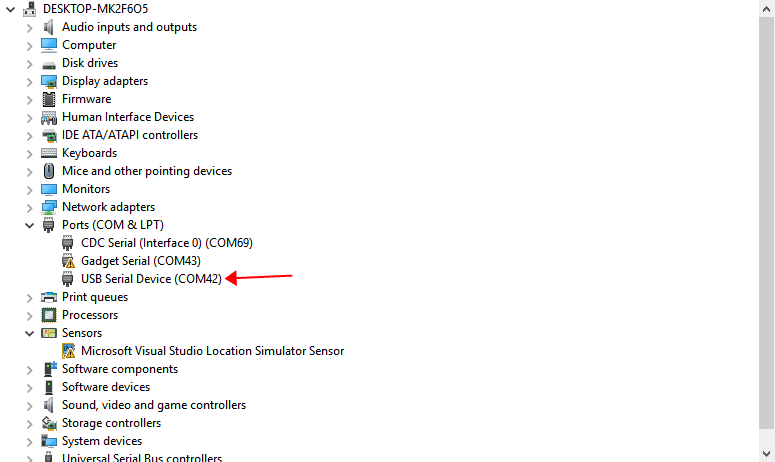 DESKTOP-MK2F6O5
Audio inputs and outputs
Computer
Disk drives
Display adapters
Firmware
Human Interface Devices
IDE ATA/ATAPI controllers
Keyboards
Mice and other pointing devices
Monitors
Network adapters
Ports (COM & LPT)
CDC Serial (Interface 0) (COM69)
Gadget Serial (COM43)
USB Serial Device (COM42)
Print queues
Processors
Sensors
Microsoft Visual Studio Location Simulator Sensor
Software components
Software devices
Sound, video and game controllers
Storage controllers
System devices
Universal Serial Bus controllers